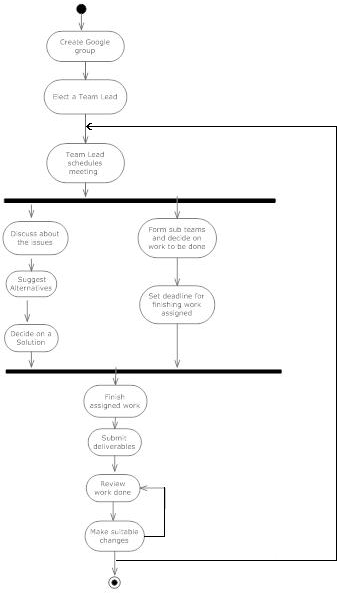 Create Google
group
Elect a Team Lead
Team Lead
schedules
meeting
Discuss about
the issues
Form sub teams
and decide on
work to be done
Suggest
Alternatives
Set deadline for
finishing work
assigned
Decide on a
Solution
Finish
assigned work
Submit
deliverables
Review
work done
Make suitable
changes